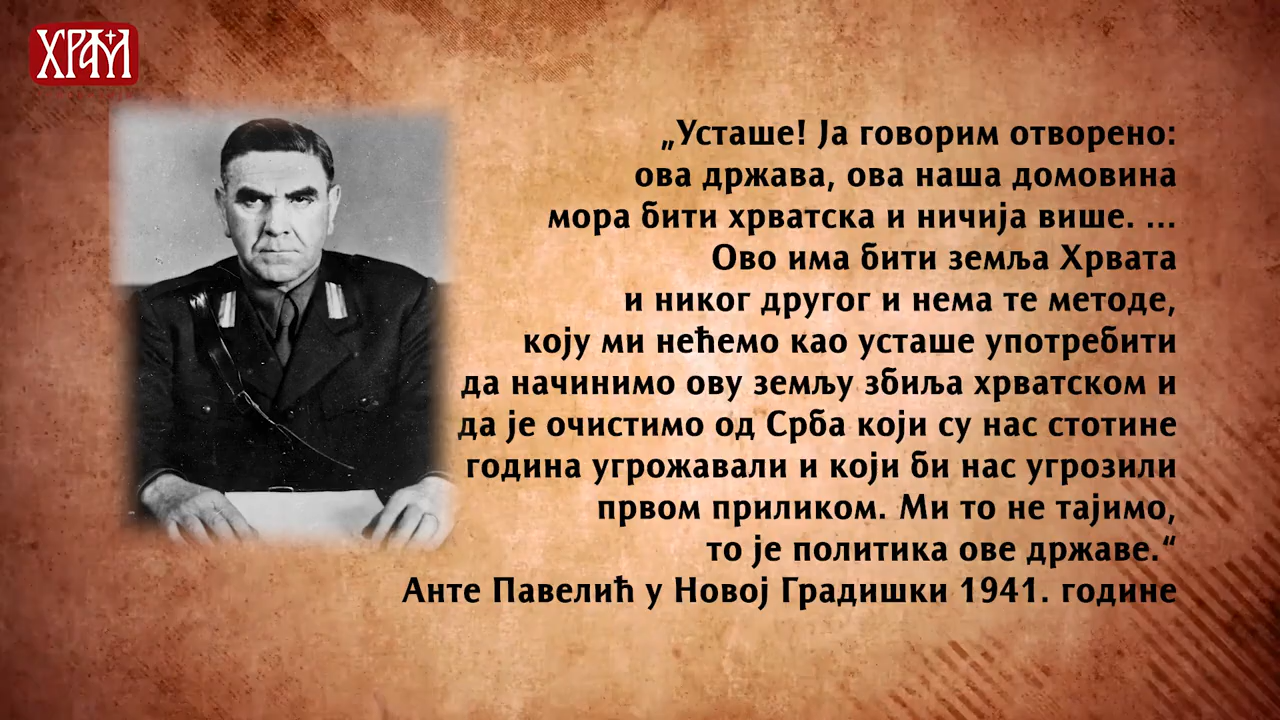 ХРАМ
„Усташе! Ја говорим отворено:
ова држава, ова наша домовина
мора бити хрватска и ничија више. ...
Ово има бити земља Хрвата
и никог другог и нема те методе,
коју ми нећемо као усташе употребити
да начинимо ову земљу збиља хрватском и
да је очистимо од Срба који су нас стотине
година угрожавали и који би нас угрозили
првом приликом. Ми то не тајимо,
то је политика ове државе.“
Анте Павелић у Новој Градишки 1941. године